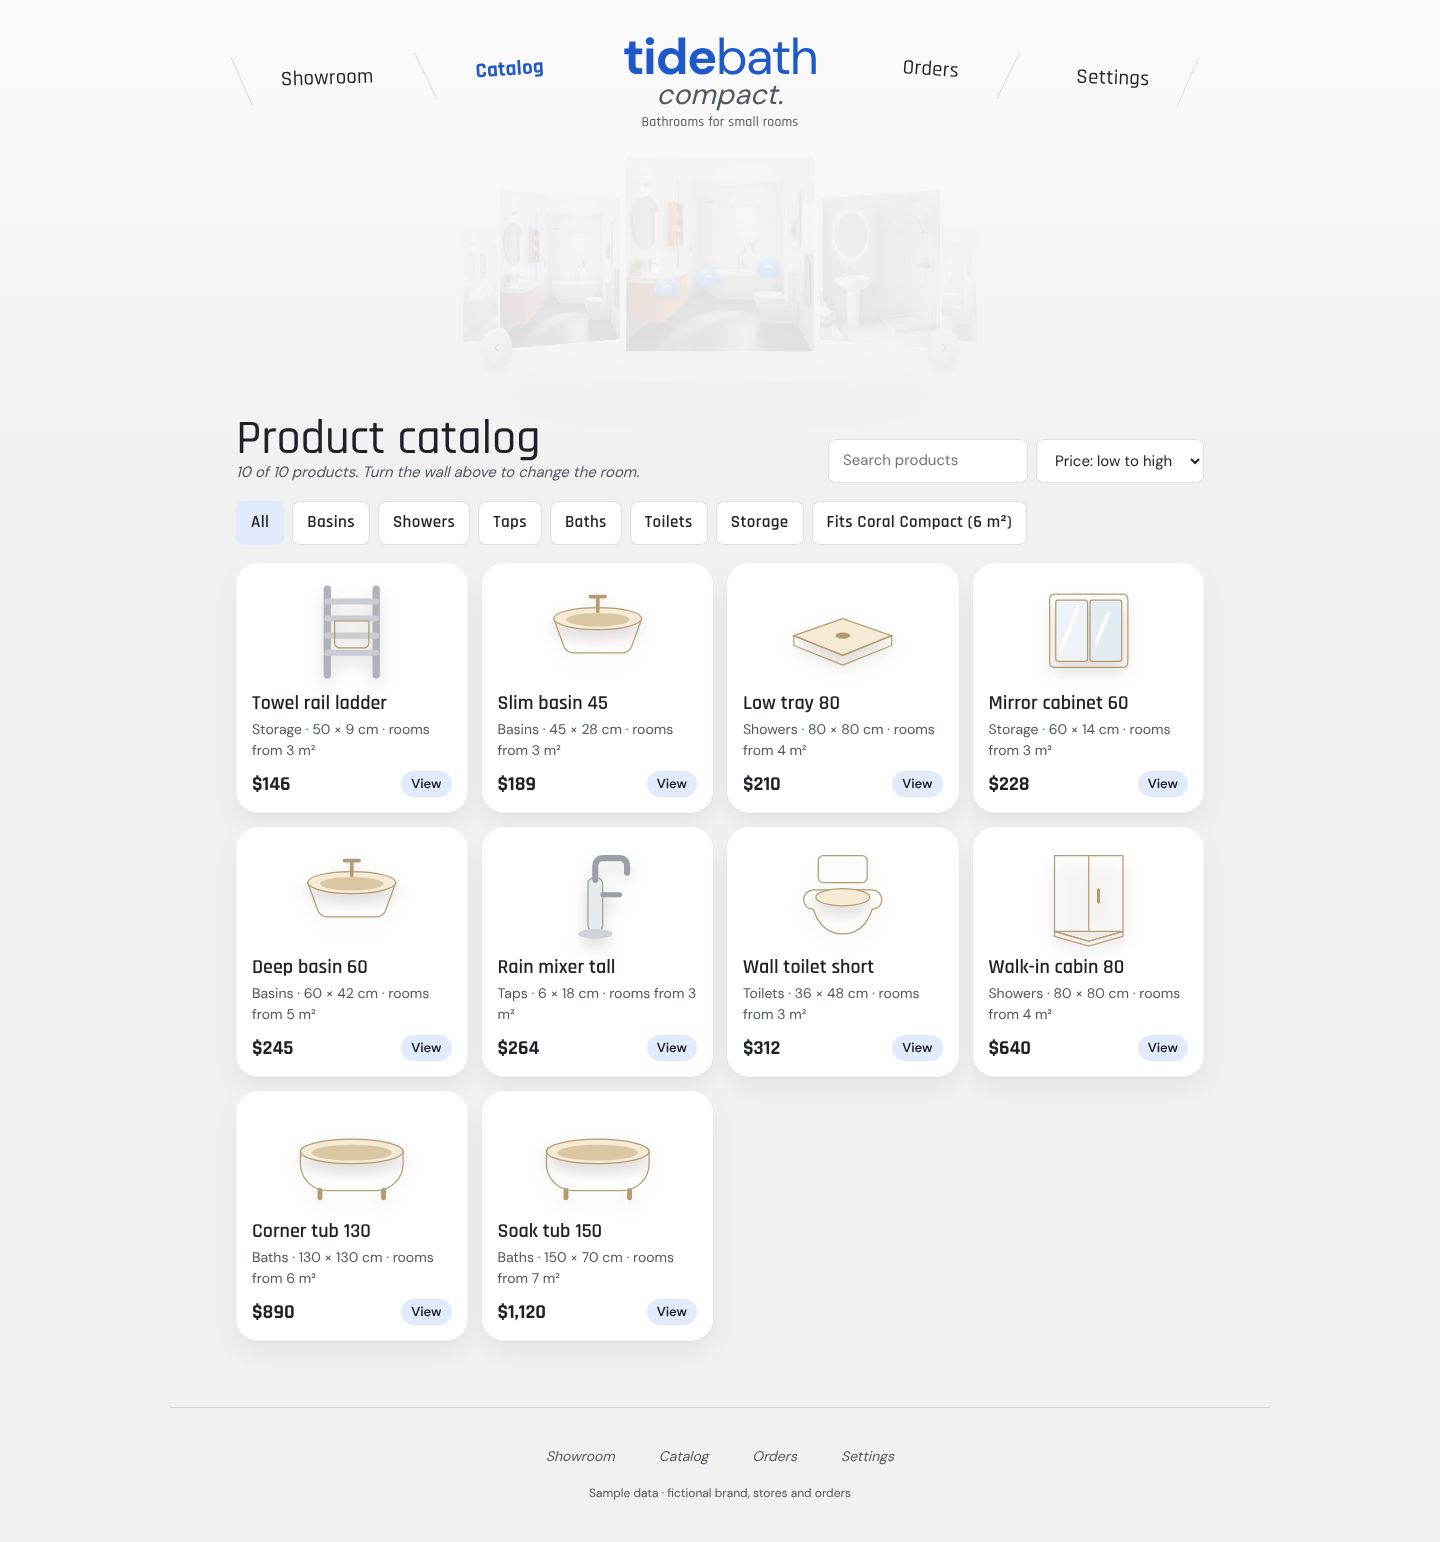 Showroom
Catalog
tidebath
compact.
Bathrooms for small rooms
Orders
Settings
Product catalog
10 of 10 products. Turn the wall above to change the room.
Search products
Price: low to high
All
Basins
Showers
Taps
Baths
Toilets
Storage
Fits Coral Compact (6 m²)
Towel rail ladder
Storage · 50 × 9 cm · rooms
from 3 m²
$146
View
Slim basin 45
Basins · 45 × 28 cm · rooms
from 3 m²
$189
View
Low tray 80
Showers · 80 × 80 cm · rooms
from 4 m²
$210
View
Mirror cabinet 60
Storage · 60 × 14 cm · rooms
from 3 m²
$228
View
Deep basin 60
Basins · 60 × 42 cm · rooms
from 5 m²
$245
View
Rain mixer tall
Taps · 6 × 18 cm · rooms from 3
m²
$264
View
Wall toilet short
Toilets · 36 × 48 cm · rooms
from 3 m²
$312
View
Walk-in cabin 80
Showers · 80 × 80 cm · rooms
from 4 m²
$640
View
Corner tub 130
Baths · 130 × 130 cm · rooms
from 6 m²
$890
View
Soak tub 150
Baths · 150 × 70 cm · rooms
from 7 m²
$1,120
View
Showroom
Catalog
Orders
Settings
Sample data · fictional brand, stores and orders